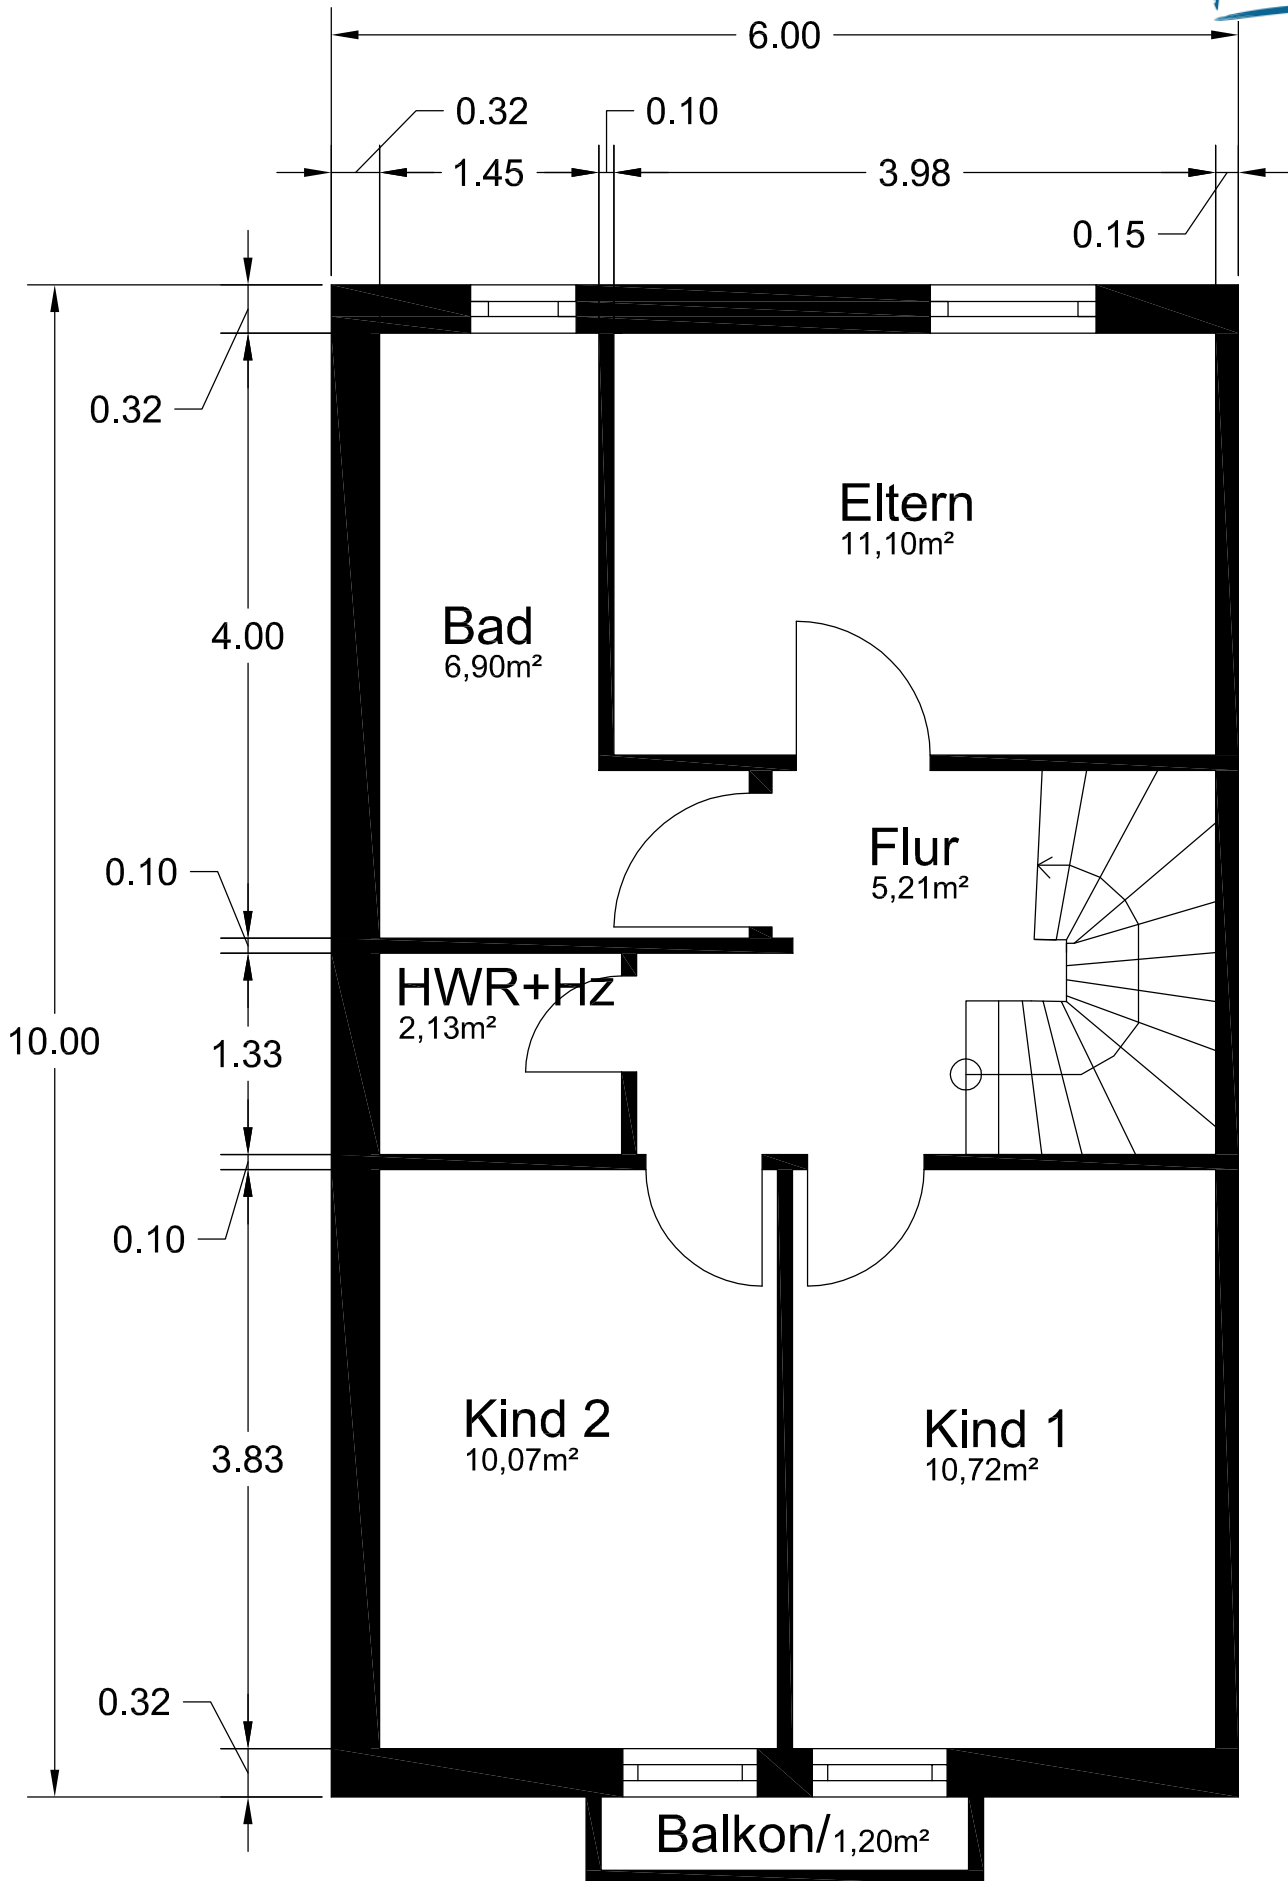 6.00
0.32
0.10
1.45
3.98
0.15
0.32
Eltern
11,10m²
Bad
6,90m²
4.00
Flur
5,21m²
0.10
HWR+Hz
2,13m²
10.00
1.33
0.10
Kind 2
10,07m²
Kind 1
10,72m²
3.83
0.32
Balkon/1,20m²